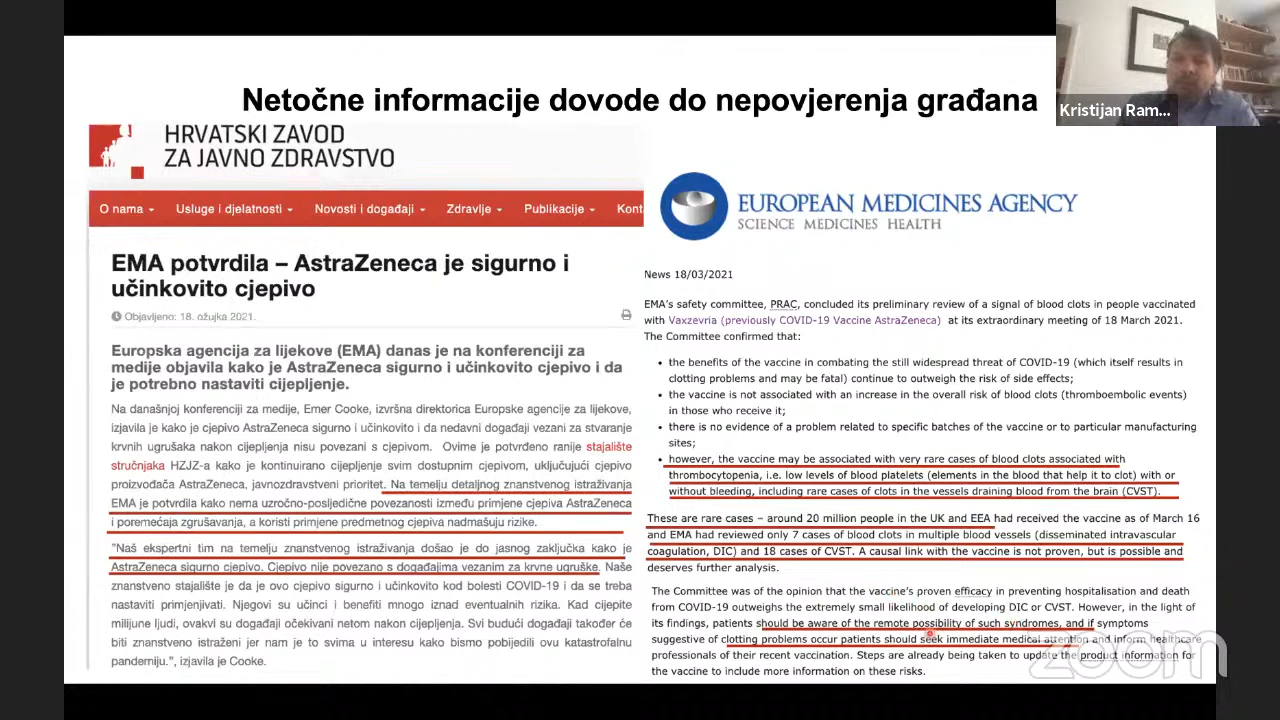 Netočne informacije dovode do nepovjerenja građana
Kristijan Ram...
HRVATSKI ZAVOD
ZA JAVNO ZDRAVSTVO
O nama
Usluge i djelatnosti
Novosti i događaji
Zdravlje
Publikacije
Kont
EMA potvrdila – AstraZeneca je sigurno i
učinkovito cjepivo
Objavljeno: 18. ožujka 2021.
Europska agencija za lijekove (EMA) danas je na konferenciji za
medije objavila kako je AstraZeneca sigurno i učinkovito cjepivo i da
je potrebno nastaviti cijepljenje.
Na današnjoj konferenciji za medije, Emer Cooke, izvršna direktorica Europske agencije za lijekove,
izjavila je kako je cjepivo AstraZeneca sigurno i učinkovito i da nedavni događaji vezani za stvaranje
krvnih ugrušaka nakon cijepljenja nisu povezani s cjepivom. Ovime je potvrđeno ranije stajalište
stručnjaka HZJZ-a kako je kontinuirano cijepljenje svim dostupnim cjepivom, uključujući cjepivo
proizvođača AstraZeneca, javnozdravstveni prioritet. Na temelju detaljnog znanstvenog istraživanja
EMA je potvrdila kako nema uzročno-posljedične povezanosti između primjene cjepiva AstraZeneca
i poremećaja zgrušavanja, a koristi primjene predmetnog cjepiva nadmašuju rizike.
"Naš ekspertni tim na temelju znanstvenog istraživanja došao je do jasnog zaključka kako je
AstraZeneca sigurno cjepivo. Cjepivo nije povezano s događajima vezanim za krvne ugruške. Naše
znanstveno stajalište je da je ovo cjepivo sigurno i učinkovito kod bolesti COVID-19 i da se treba
nastaviti primjenjivati. Njegovi su učinci i benefiti mnogo iznad eventualnih rizika. Kad cijepite
milijune ljudi, ovakvi su događaji očekivani netom nakon cijepljenja. Svi budući događaji također će
biti znanstveno istraženi jer nam je to svima u interesu kako bismo pobijedili ovu katastrofalnu
pandemiju.", izjavila je Cooke.
EUROPEAN MEDICINES AGENCY
SCIENCE MEDICINES HEALTH
News 18/03/2021
EMA's safety committee, PRAC, concluded its preliminary review of a signal of blood clots in people vaccinated
with Vaxzevria (previously COVID-19 Vaccine AstraZeneca) at its extraordinary meeting of 18 March 2021.
The Committee confirmed that:
• the benefits of the vaccine in combating the still widespread threat of COVID-19 (which itself results in
clotting problems and may be fatal) continue to outweigh the risk of side effects;
• the vaccine is not associated with an increase in the overall risk of blood clots (thromboembolic events)
in those who receive it;
• there is no evidence of a problem related to specific batches of the vaccine or to particular manufacturing
sites;
• however, the vaccine may be associated with very rare cases of blood clots associated with
thrombocytopenia, i.e. low levels of blood platelets (elements in the blood that help it to clot) with or
without bleeding, including rare cases of clots in the vessels draining blood from the brain (CVST).
These are rare cases – around 20 million people in the UK and EEA had received the vaccine as of March 16
and EMA had reviewed only 7 cases of blood clots in multiple blood vessels (disseminated intravascular
coagulation, DIC) and 18 cases of CVST. A causal link with the vaccine is not proven, but is possible and
deserves further analysis.
The Committee was of the opinion that the vaccine's proven efficacy in preventing hospitalisation and death
from COVID-19 outweighs the extremely small likelihood of developing DIC or CVST. However, in the light of
its findings, patients should be aware of the remote possibility of such syndromes, and if symptoms
suggestive of clotting problems occur patients should seek immediate medical attention and inform healthcare
professionals of their recent vaccination. Steps are already being taken to update the product information for
the vaccine to include more information on these risks.
zoom